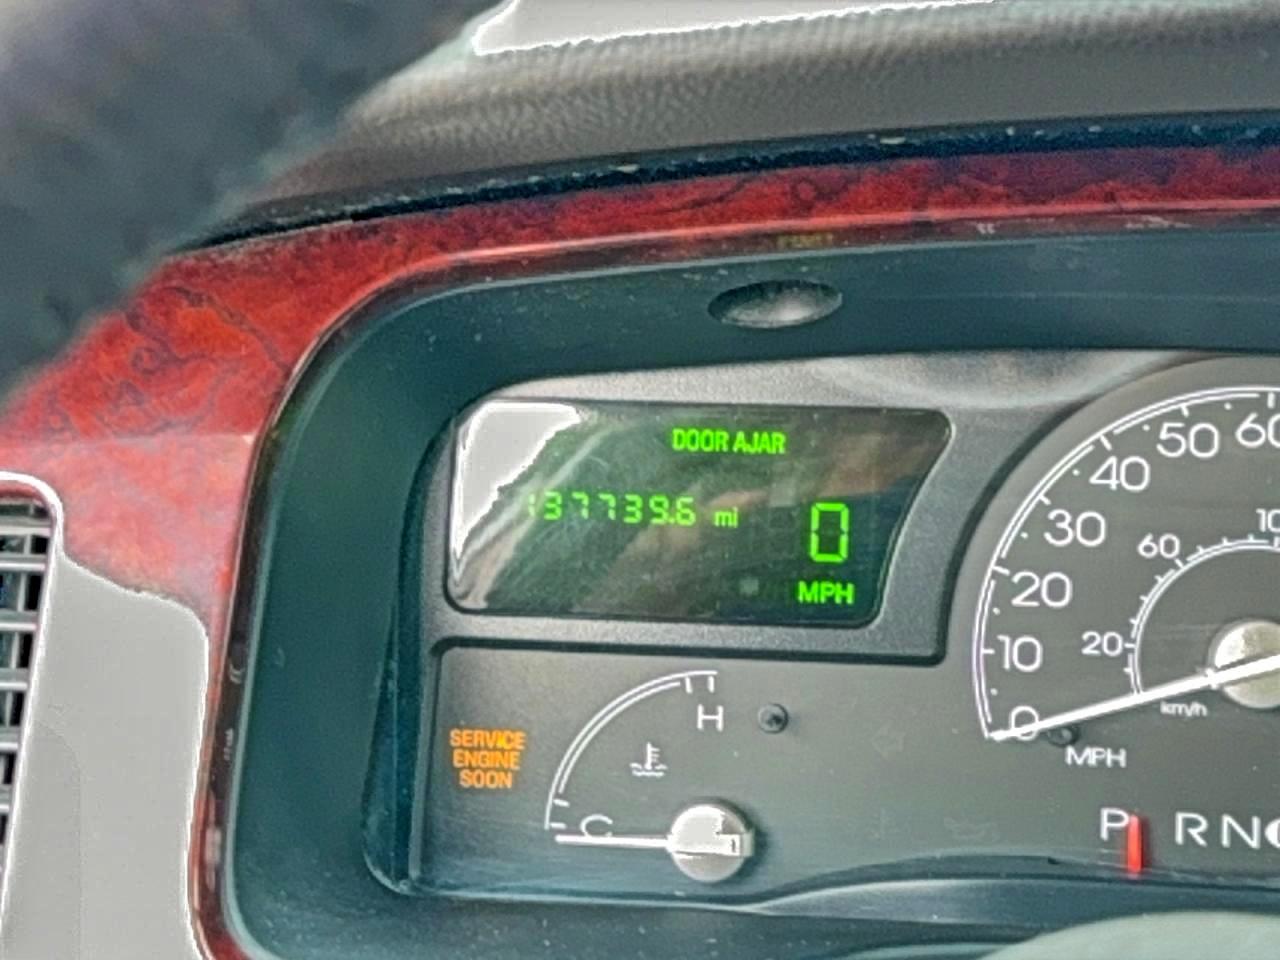 DOOR AJAR
137739.6 mi
0
MPH
60
50
40
30
20
10
0
MPH
10
60
20
km/h
H
C
SERVICE
ENGINE
SOON
P R N